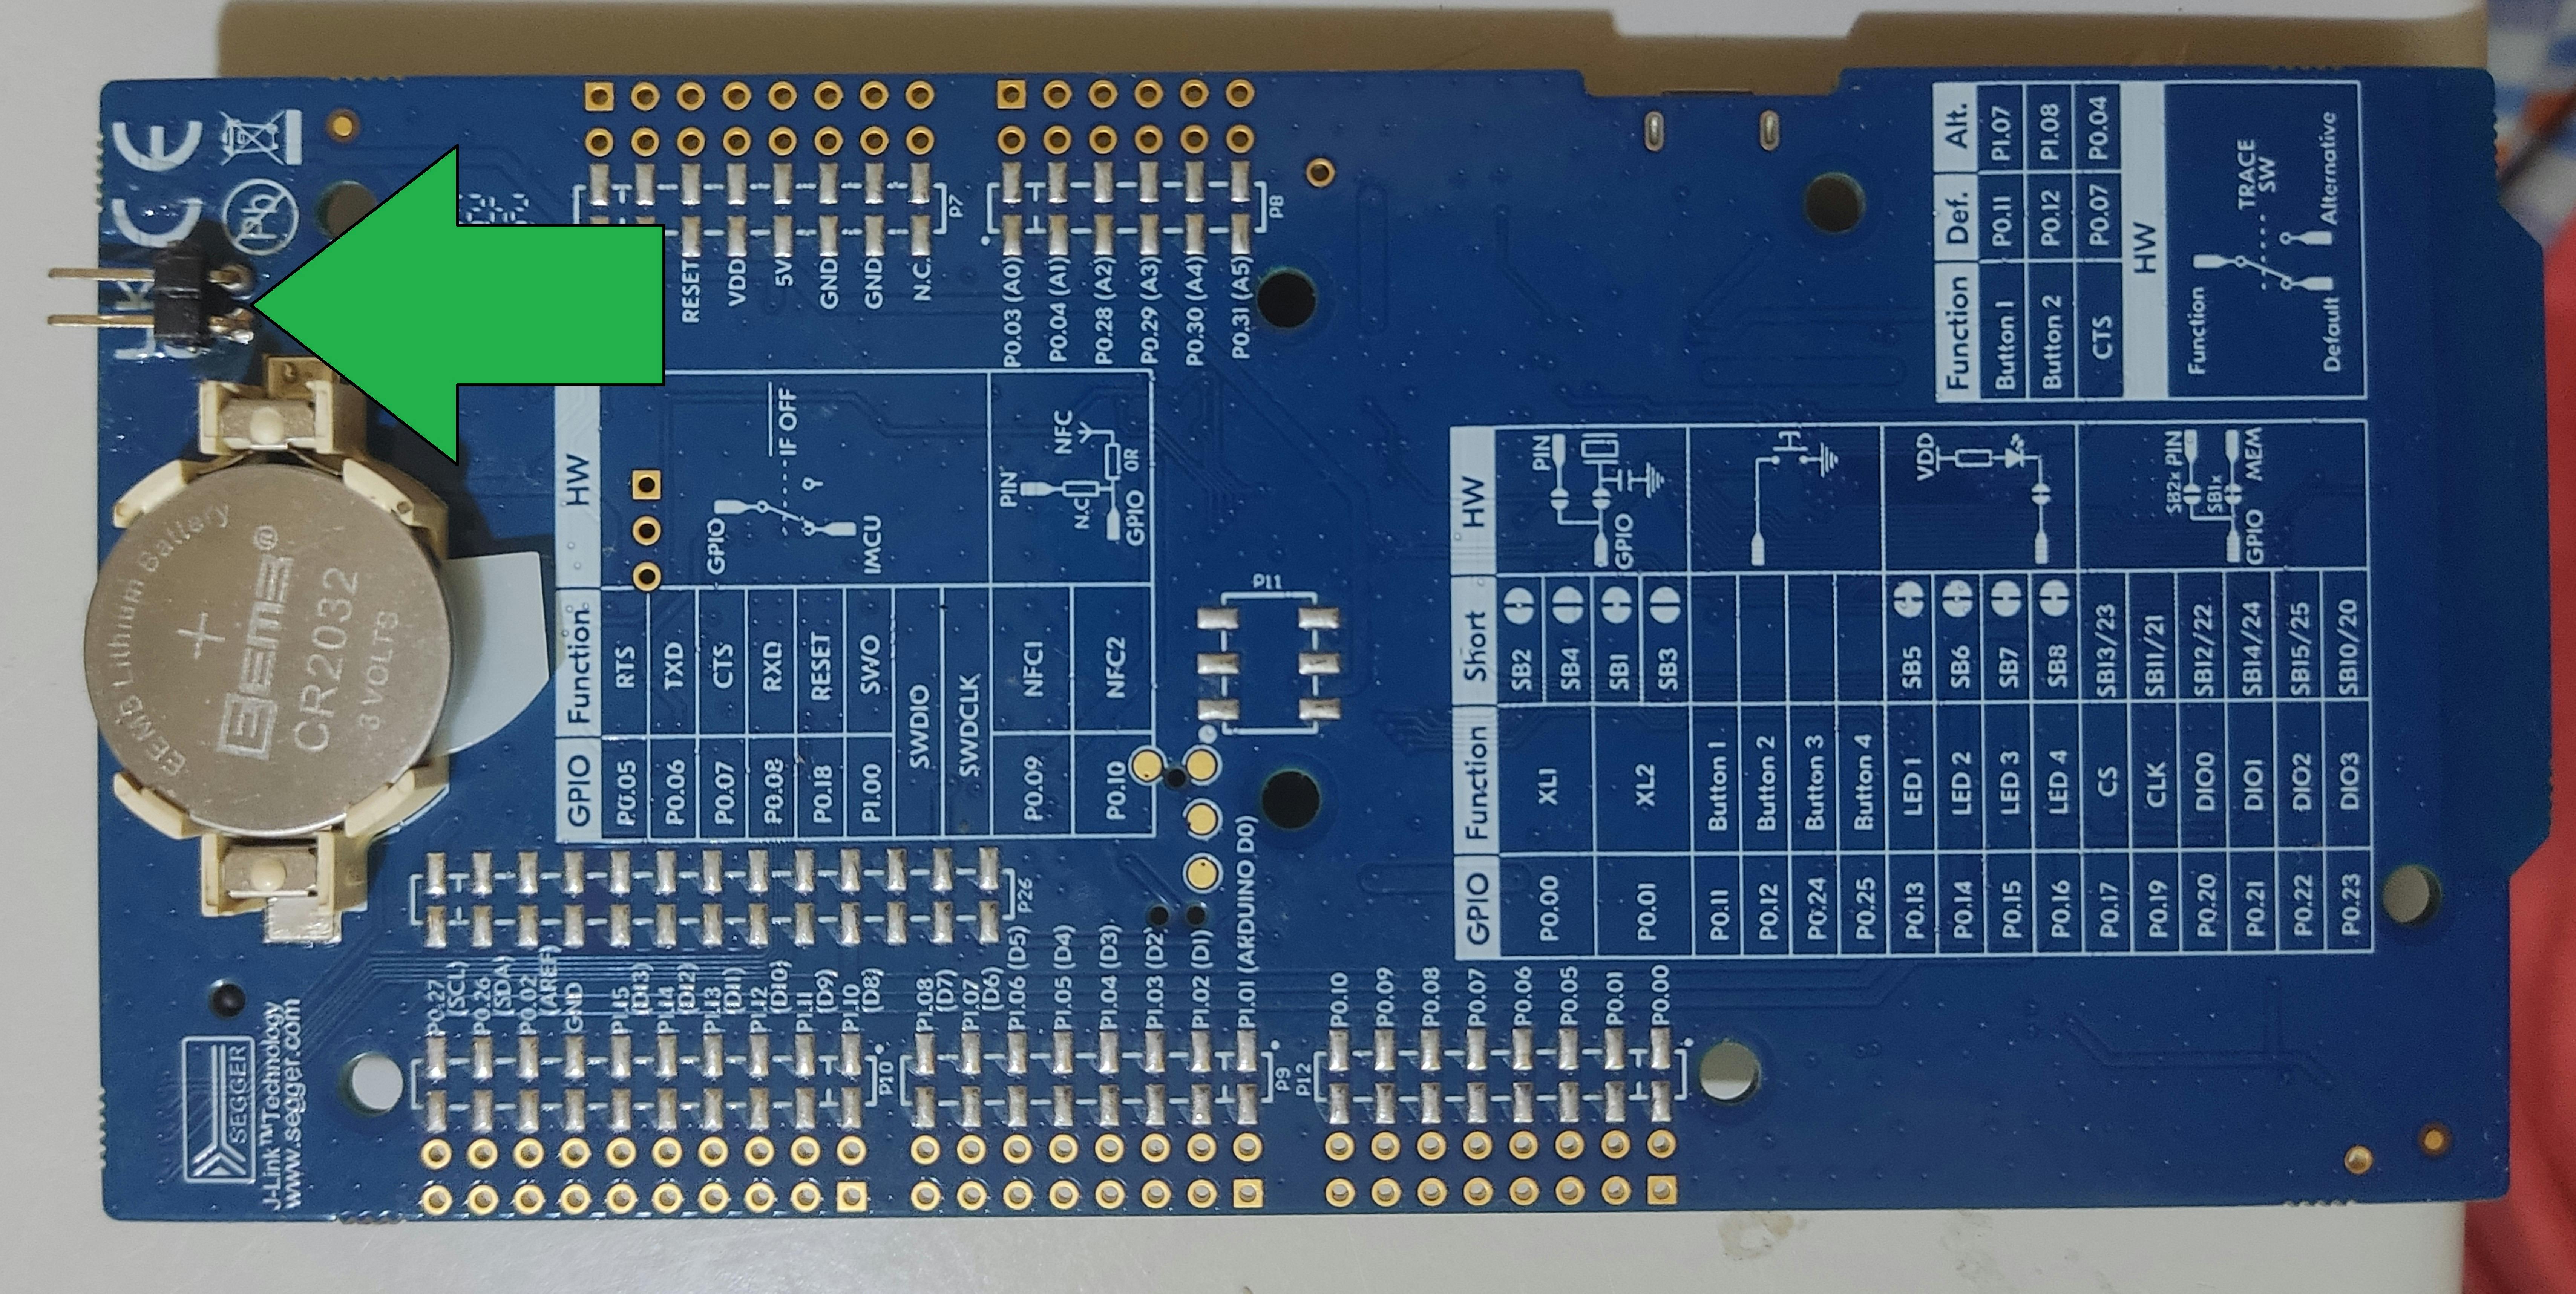 EEMB Lithium Battery
+
EEMB®
CR2032
3 VOLTS
Pb
RESET
VDD
5V
GND
GND
N.C.
P7
P0.03 (A0)
P0.04 (A1)
P0.28 (A2)
P0.29 (A3)
P0.30 (A4)
P0.31 (A5)
P8
GPIO Function HW
P0.05 RTS
P0.06 TXD
P0.07 CTS
P0.08 RXD
P0.18 RESET
P1.00 SWO
SWDIO
SWDCLK
P0.09 NFC1
P0.10 NFC2
GPIO
IF OFF
IMCU
PIN
NFC
N.C.
OR
GPIO
P11
P26
P0.27
(SCL)
P0.26
(SDA)
P0.02
(AREF)
GND
P1.15
(D13)
P1.14
(D12)
P1.13
(D11)
P1.12
(D10)
P1.11
(D9)
P1.10
(D8)
P10
P1.08
(D7)
P1.07
(D6)
P1.06 (D5)
P1.05 (D4)
P1.04 (D3)
P1.03 (D2)
P1.02 (D1)
P1.01 (ARDUINO D0)
P9
P12
P0.10
P0.09
P0.08
P0.07
P0.06
P0.05
P0.01
P0.00
SEGGER
J-Link™ Technology
www.segger.com
Function Def. Alt.
Button 1 P0.11 P1.07
Button 2 P0.12 P1.08
CTS P0.07 P0.04
HW
Function
TRACE
SW
Default
Alternative
GPIO Function Short HW
P0.00 XL1 SB2
SB4
P0.01 XL2 SB1
SB3
PIN
GPIO
P0.11 Button 1
P0.12 Button 2
P0.24 Button 3
P0.25 Button 4
P0.13 LED 1 SB5
P0.14 LED 2 SB6
P0.15 LED 3 SB7
P0.16 LED 4 SB8
VDD
P0.17 CS SB13/23
P0.19 CLK SB11/21
P0.20 DIO0 SB12/22
P0.21 DIO1 SB14/24
P0.22 DIO2 SB15/25
P0.23 DIO3 SB10/20
SB2x PIN
SB1x
GPIO MEM